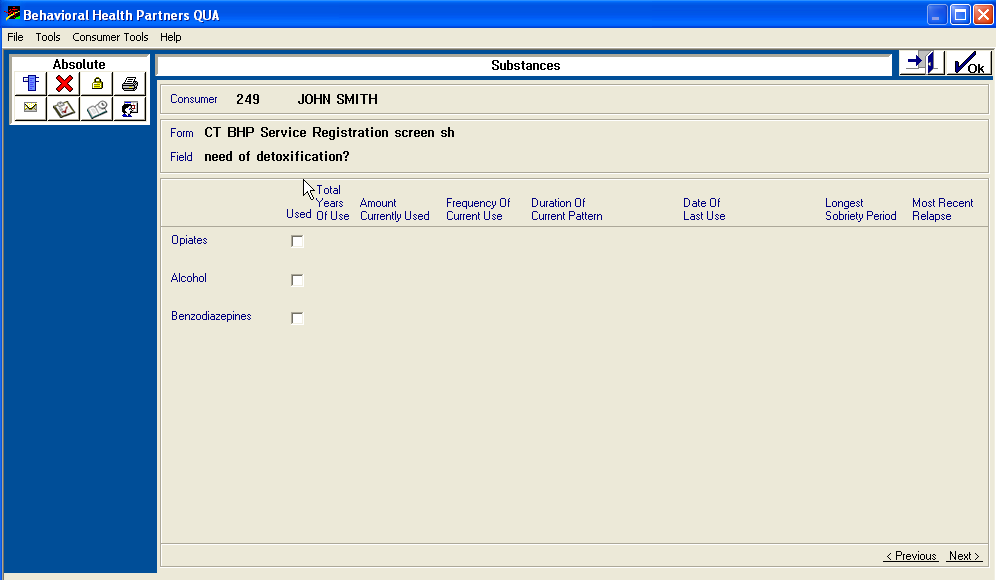 Behavioral Health Partners QUA
File Tools Consumer Tools Help
Absolute
Substances
Ok
Consumer 249 JOHN SMITH
Form CT BHP Service Registration screen sh
Field need of detoxification?
Used
Total
Years
Of Use
Amount
Currently Used
Frequency Of
Current Use
Duration Of
Current Pattern
Date Of
Last Use
Longest
Sobriety Period
Most Recent
Relapse
Opiates
Alcohol
Benzodiazepines
< Previous Next >